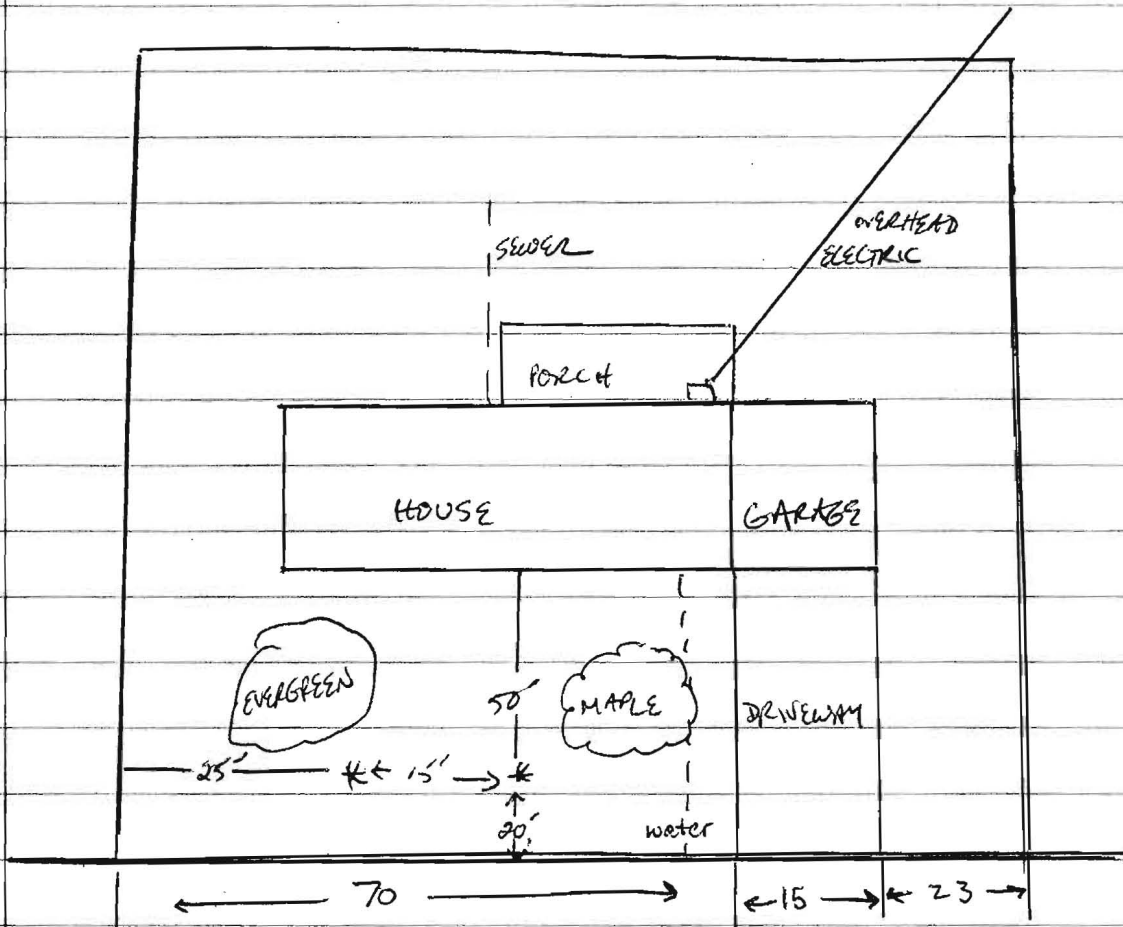 OVERHEAD
ELECTRIC
SEWER
PORCH
HOUSE
GARAGE
EVERGREEN
50'
MAPLE
DRIVEWAY
25'
15'
20'
water
70
15
23